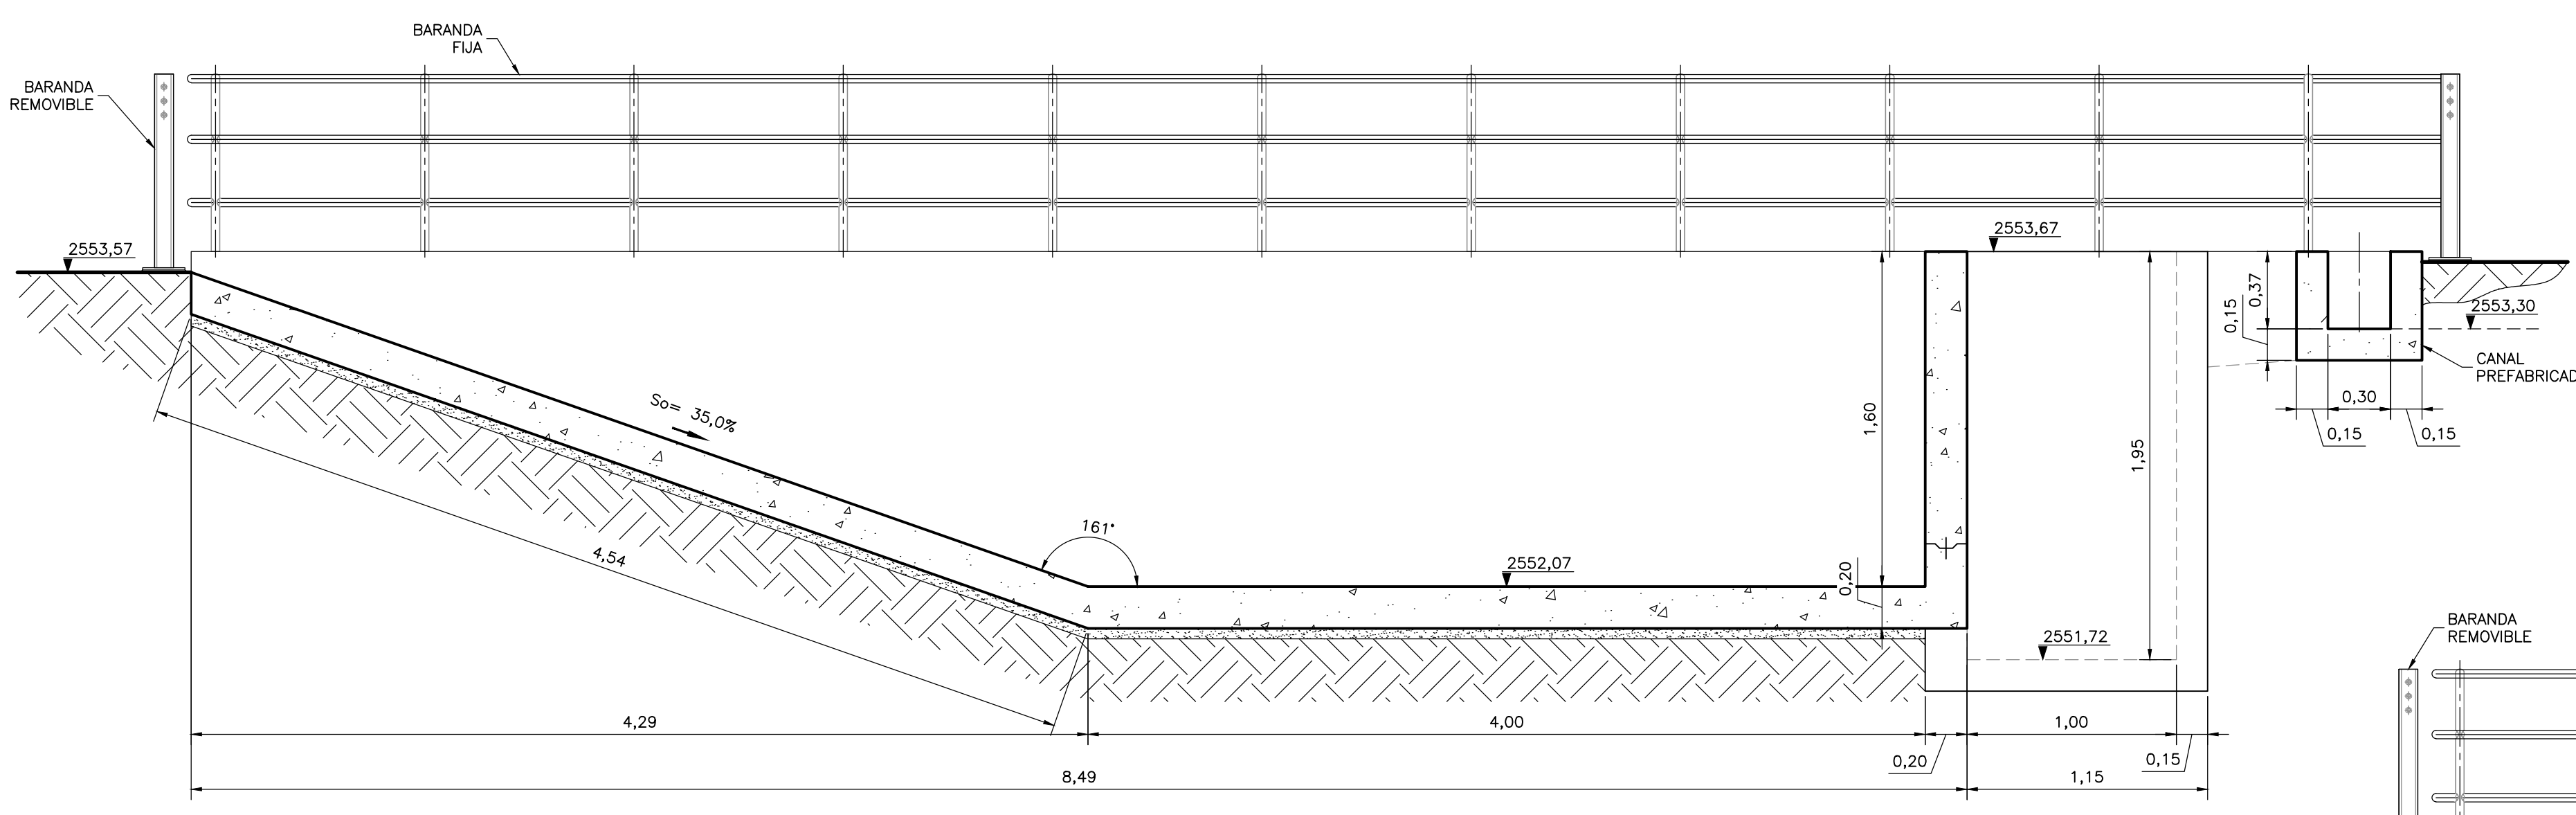 BARANDA
FIJA
BARANDA
REMOVIBLE
2553,57
2553,67
0,37
0,15
2553,30
CANAL
PREFABRICAD
0,30
0,15
0,15
So= 35,0%
1,60
1,95
4,54
161°
2552,07
0,20
2551,72
BARANDA
REMOVIBLE
4,29
4,00
1,00
0,20
0,15
8,49
1,15